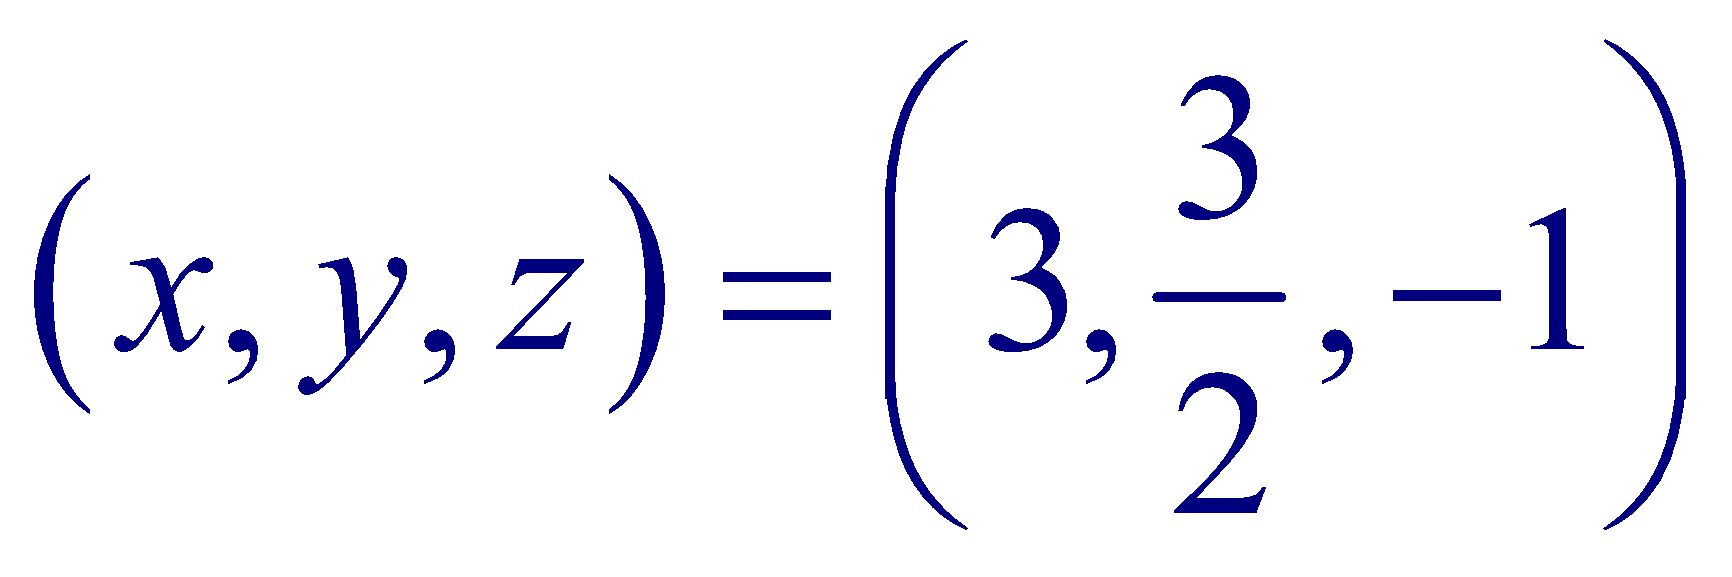 (x, y, z) = (3, 3/2, −1)